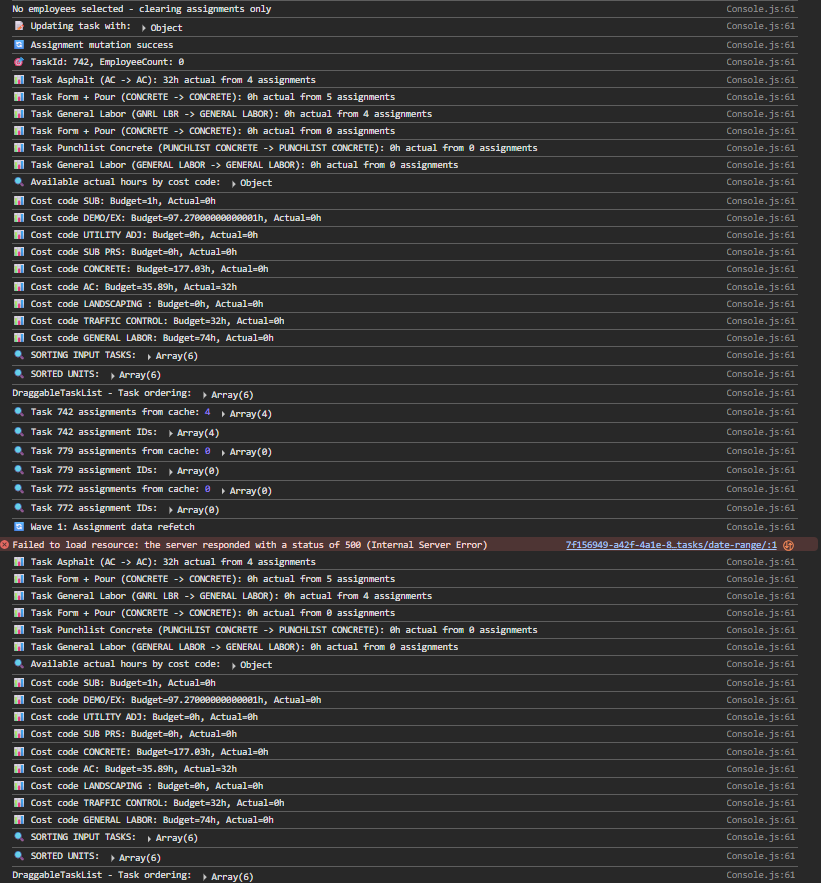 No employees selected - clearing assignments only Console.js:61
Updating task with: ▸ Object Console.js:61
Assignment mutation success Console.js:61
TaskId: 742, EmployeeCount: 0 Console.js:61
Task Asphalt (AC -> AC): 32h actual from 4 assignments Console.js:61
Task Form + Pour (CONCRETE -> CONCRETE): 0h actual from 5 assignments Console.js:61
Task General Labor (GNRL LBR -> GENERAL LABOR): 0h actual from 4 assignments Console.js:61
Task Form + Pour (CONCRETE -> CONCRETE): 0h actual from 0 assignments Console.js:61
Task Punchlist Concrete (PUNCHLIST CONCRETE -> PUNCHLIST CONCRETE): 0h actual from 0 assignments Console.js:61
Task General Labor (GENERAL LABOR -> GENERAL LABOR): 0h actual from 0 assignments Console.js:61
Available actual hours by cost code: ▸ Object Console.js:61
Cost code SUB: Budget=1h, Actual=0h Console.js:61
Cost code DEMO/EX: Budget=97.27000000000001h, Actual=0h Console.js:61
Cost code UTILITY ADJ: Budget=0h, Actual=0h Console.js:61
Cost code SUB PRS: Budget=0h, Actual=0h Console.js:61
Cost code CONCRETE: Budget=177.03h, Actual=0h Console.js:61
Cost code AC: Budget=35.89h, Actual=32h Console.js:61
Cost code LANDSCAPING : Budget=0h, Actual=0h Console.js:61
Cost code TRAFFIC CONTROL: Budget=32h, Actual=0h Console.js:61
Cost code GENERAL LABOR: Budget=74h, Actual=0h Console.js:61
SORTING INPUT TASKS: ▸ Array(6) Console.js:61
SORTED UNITS: ▸ Array(6) Console.js:61
DraggableTaskList - Task ordering: ▸ Array(6) Console.js:61
Task 742 assignments from cache: 4 ▸ Array(4) Console.js:61
Task 742 assignment IDs: ▸ Array(4) Console.js:61
Task 779 assignments from cache: 0 ▸ Array(0) Console.js:61
Task 779 assignment IDs: ▸ Array(0) Console.js:61
Task 772 assignments from cache: 0 ▸ Array(0) Console.js:61
Task 772 assignment IDs: ▸ Array(0) Console.js:61
Wave 1: Assignment data refetch Console.js:61
Failed to load resource: the server responded with a status of 500 (Internal Server Error) 7f156949-a42f-4a1e-8…tasks/date-range/:1
Task Asphalt (AC -> AC): 32h actual from 4 assignments Console.js:61
Task Form + Pour (CONCRETE -> CONCRETE): 0h actual from 5 assignments Console.js:61
Task General Labor (GNRL LBR -> GENERAL LABOR): 0h actual from 4 assignments Console.js:61
Task Form + Pour (CONCRETE -> CONCRETE): 0h actual from 0 assignments Console.js:61
Task Punchlist Concrete (PUNCHLIST CONCRETE -> PUNCHLIST CONCRETE): 0h actual from 0 assignments Console.js:61
Task General Labor (GENERAL LABOR -> GENERAL LABOR): 0h actual from 0 assignments Console.js:61
Available actual hours by cost code: ▸ Object Console.js:61
Cost code SUB: Budget=1h, Actual=0h Console.js:61
Cost code DEMO/EX: Budget=97.27000000000001h, Actual=0h Console.js:61
Cost code UTILITY ADJ: Budget=0h, Actual=0h Console.js:61
Cost code SUB PRS: Budget=0h, Actual=0h Console.js:61
Cost code CONCRETE: Budget=177.03h, Actual=0h Console.js:61
Cost code AC: Budget=35.89h, Actual=32h Console.js:61
Cost code LANDSCAPING : Budget=0h, Actual=0h Console.js:61
Cost code TRAFFIC CONTROL: Budget=32h, Actual=0h Console.js:61
Cost code GENERAL LABOR: Budget=74h, Actual=0h Console.js:61
SORTING INPUT TASKS: ▸ Array(6) Console.js:61
SORTED UNITS: ▸ Array(6) Console.js:61
DraggableTaskList - Task ordering: ▸ Array(6) Console.js:61